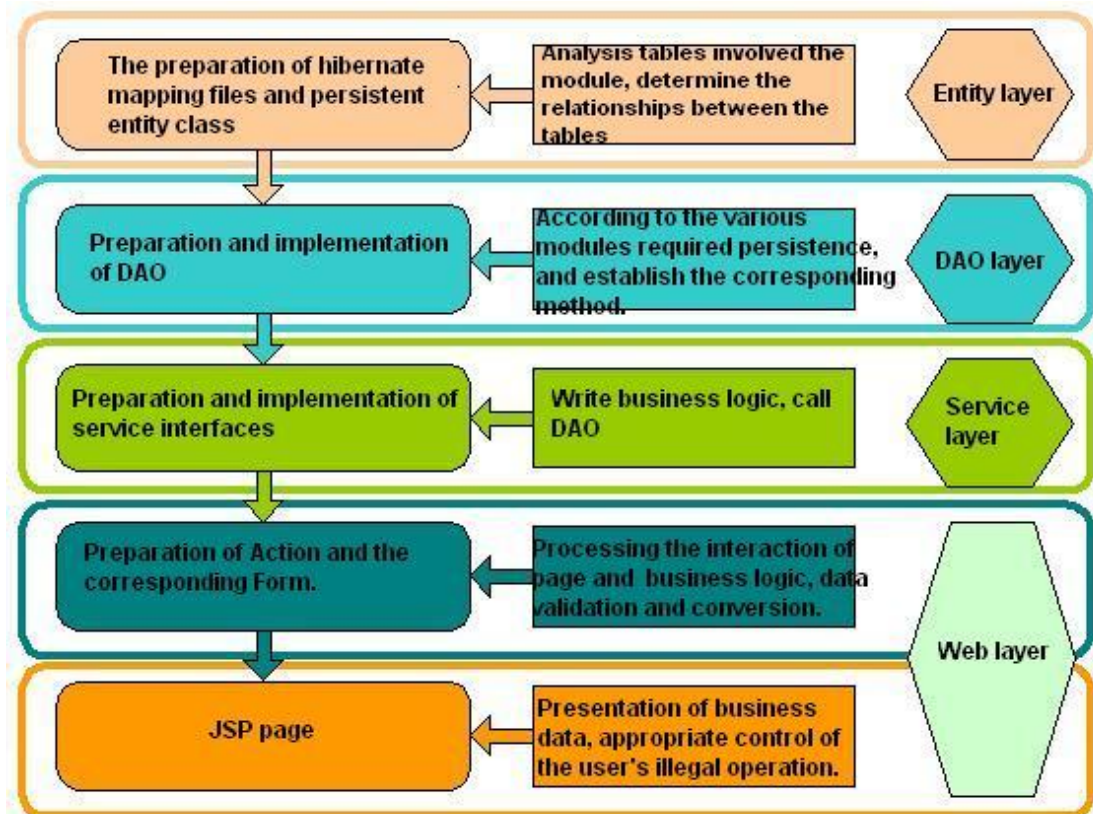 The preparation of hibernate
mapping files and persistent
entity class
Analysis tables involved the
module, determine the
relationships between the
tables
Entity layer
Preparation and implementation
of DAO
According to the various
modules required persistence,
and establish the corresponding
method.
DAO layer
Preparation and implementation of
service interfaces
Write business logic, call
DAO
Service
layer
Preparation of Action and the
corresponding Form.
Processing the interaction of
page and business logic, data
validation and conversion.
Web layer
JSP page
Presentation of business
data, appropriate control of
the user's illegal operation.